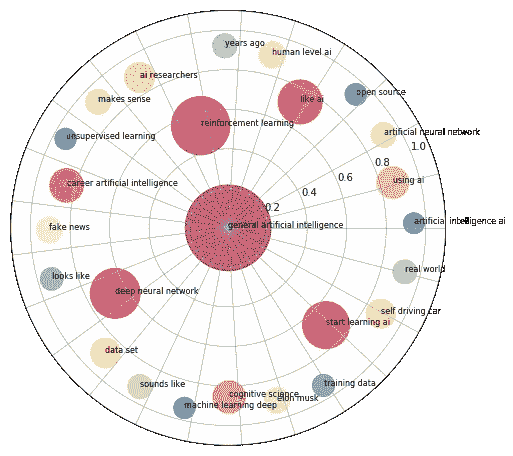 years ago
human level ai
ai researchers
open source
makes sense
like ai
reinforcement learning
artificial neural network
unsupervised learning
1.0
0.8
0.6
using ai
career artificial intelligence
0.4
0.2
artificial intelligence ai
general artificial intelligence
fake news
real world
looks like
deep neural network
self driving car
start learning ai
data set
training data
sounds like
cognitive science
elon musk
machine learning deep